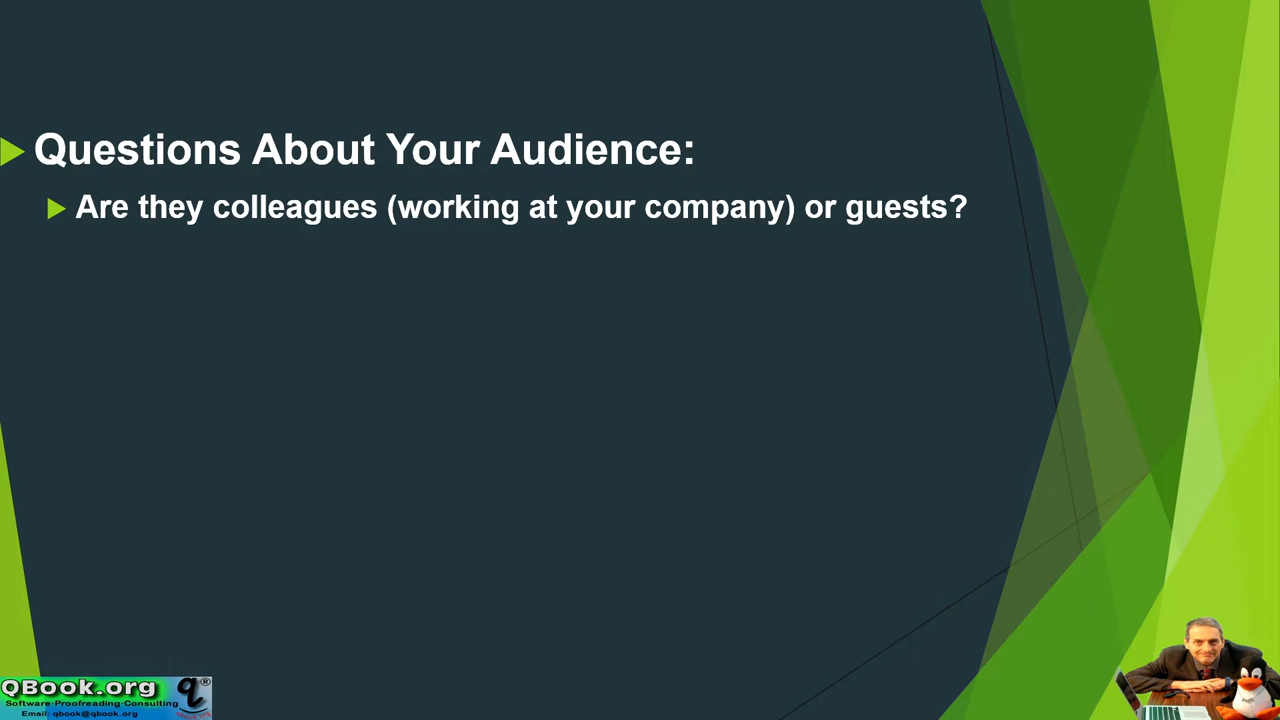 Questions About Your Audience:
Are they colleagues (working at your company) or guests?
QBook.org
q®
Software·Proofreading·Consulting
Email: qbook@qbook.org